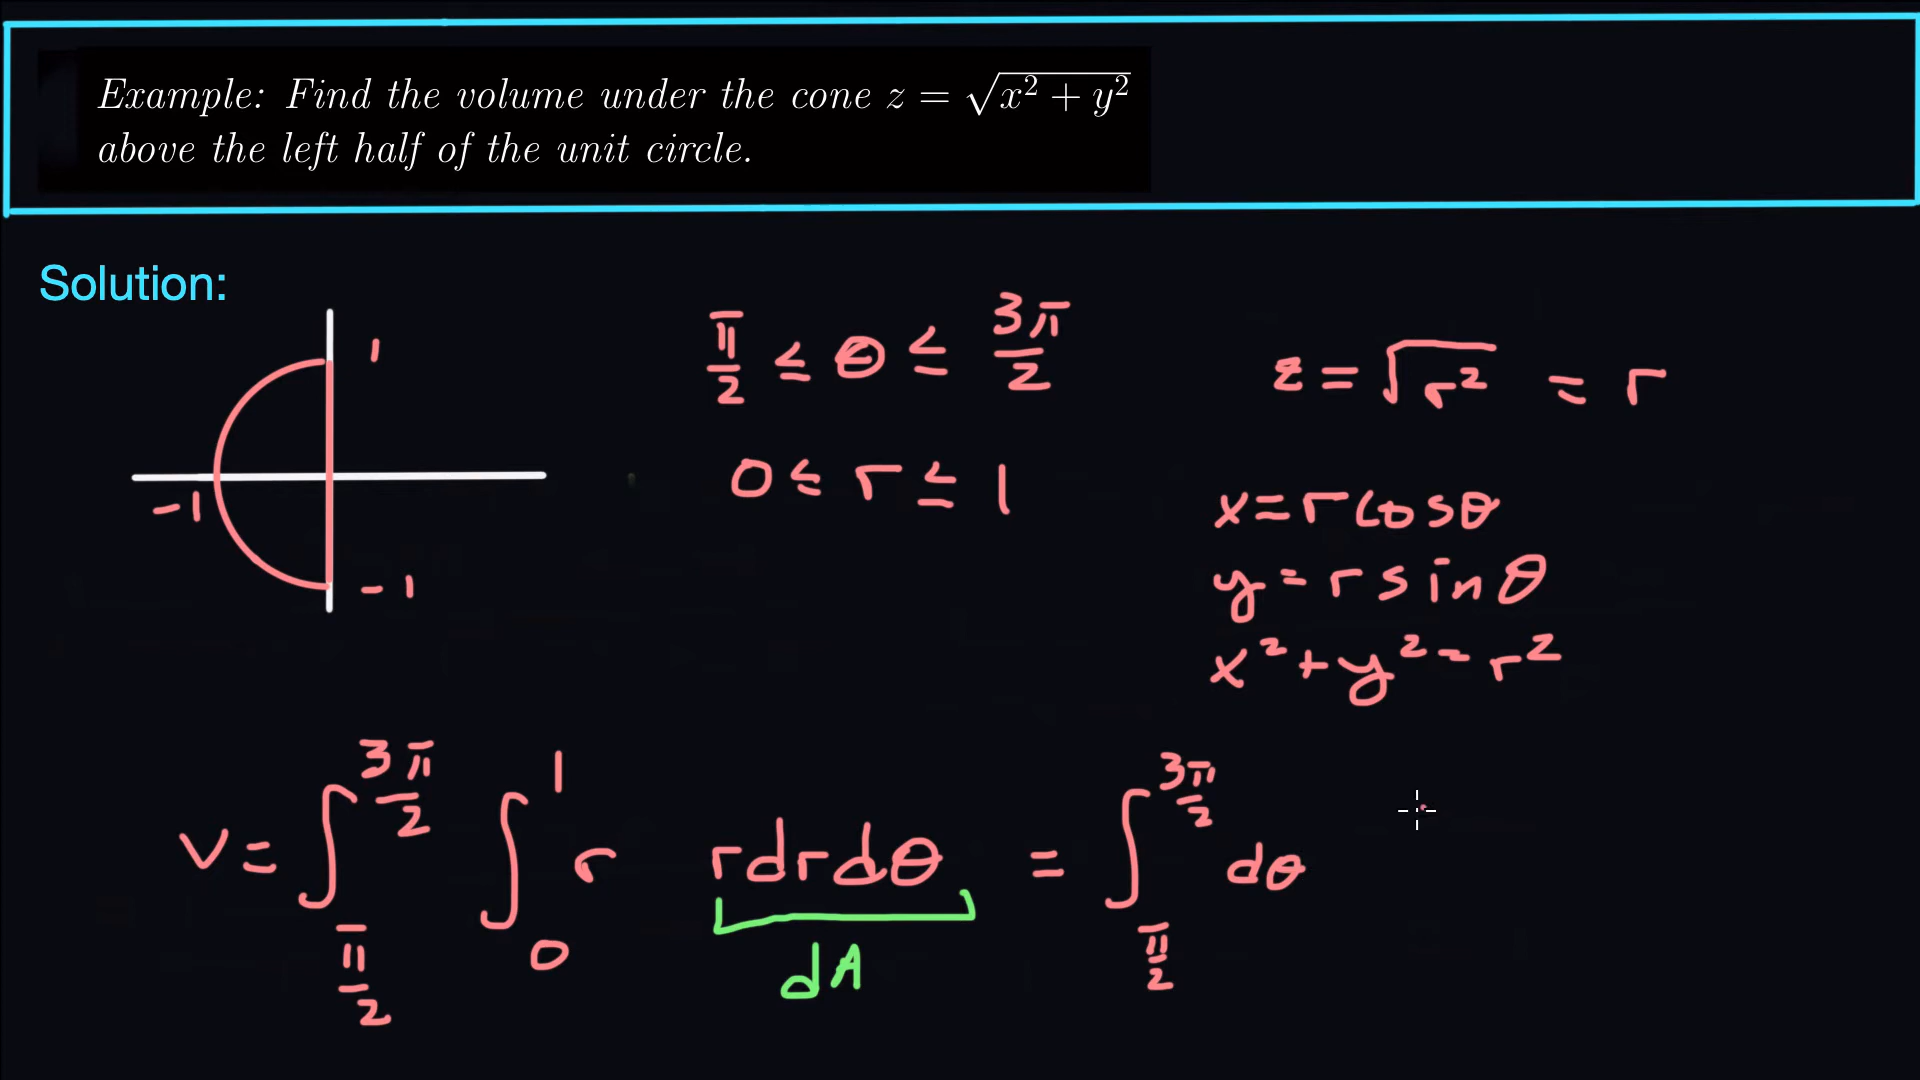 Example: Find the volume under the cone z = √(x² + y²)
above the left half of the unit circle.
Solution:
1
-1
-1
π/2 ≤ θ ≤ 3π/2
0 ≤ r ≤ 1
z = √(r²) = r
x = r cosθ
y = r sinθ
x² + y² = r²
V = ∫_{π/2}^{3π/2} ∫_0^1 r r dr dθ = ∫_{π/2}^{3π/2} dθ
dA